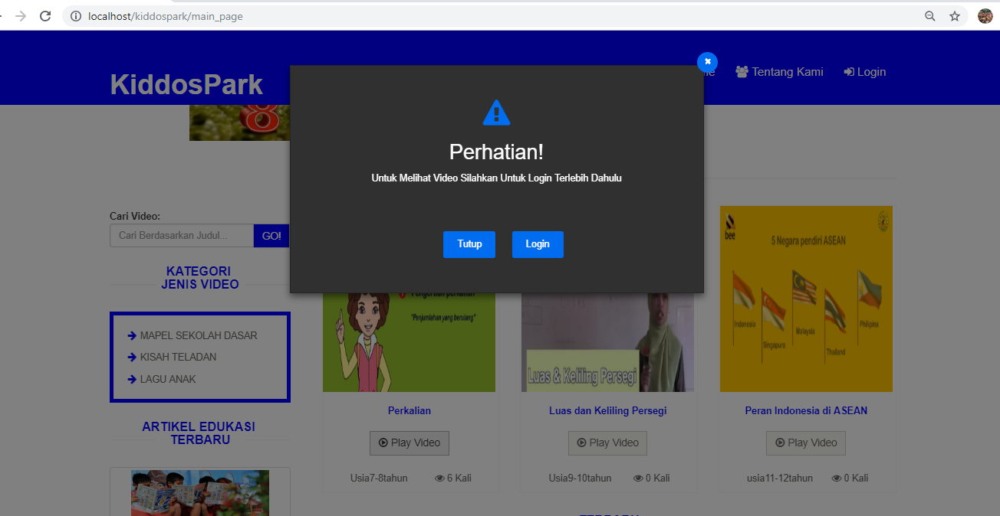 localhost/kiddospark/main_page
KiddosPark
Tentang Kami
Login
8
Perhatian!
Untuk Melihat Video Silahkan Untuk Login Terlebih Dahulu
Tutup
Login
Cari Video:
Cari Berdasarkan Judul...
GO!
KATEGORI
JENIS VIDEO
MAPEL SEKOLAH DASAR
KISAH TELADAN
LAGU ANAK
ARTIKEL EDUKASI
TERBARU
Pengertian perkalian
"Penjumlahan yang berulang"
Perkalian
Play Video
Usia7-8tahun
6 Kali
Luas & Keliling Persegi
Luas dan Keliling Persegi
Play Video
Usia9-10tahun
0 Kali
bee
5 Negara pendiri ASEAN
Indonesia
Singapura
Malaysia
Thailand
Philipina
Peran Indonesia di ASEAN
Play Video
usia11-12tahun
0 Kali